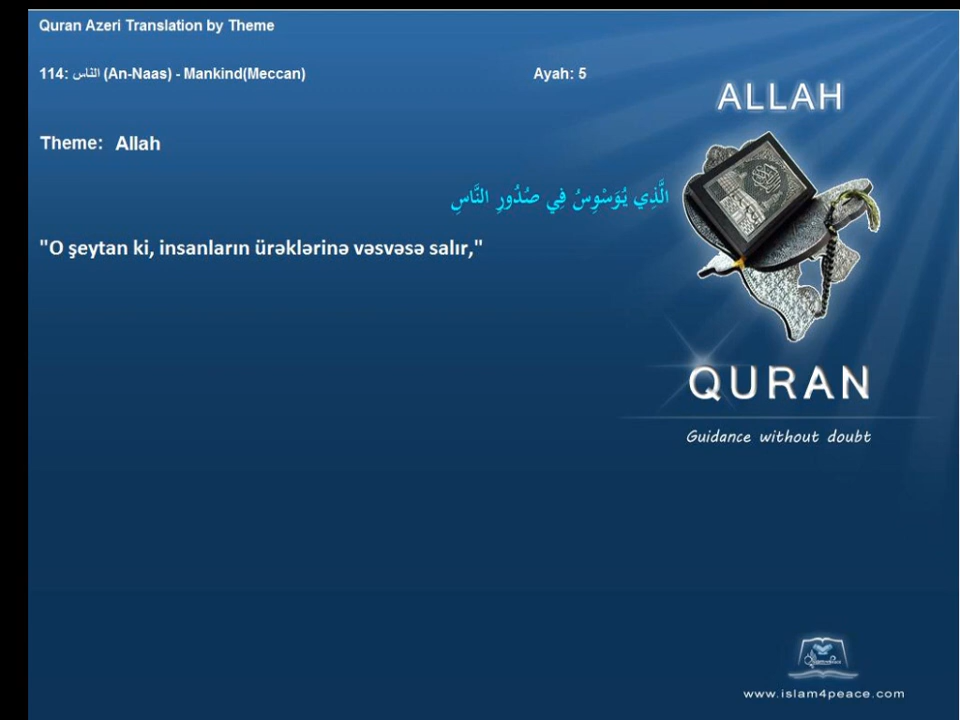 Quran Azeri Translation by Theme
114: الناس (An-Naas) - Mankind(Meccan) Ayah: 5
ALLAH
Theme: Allah
الَّذِي يُوَسْوِسُ فِي صُدُورِ النَّاسِ
"O şeytan ki, insanların ürəklərinə vəsvəsə salır,"
QURAN
Guidance without doubt
www.islam4peace.com